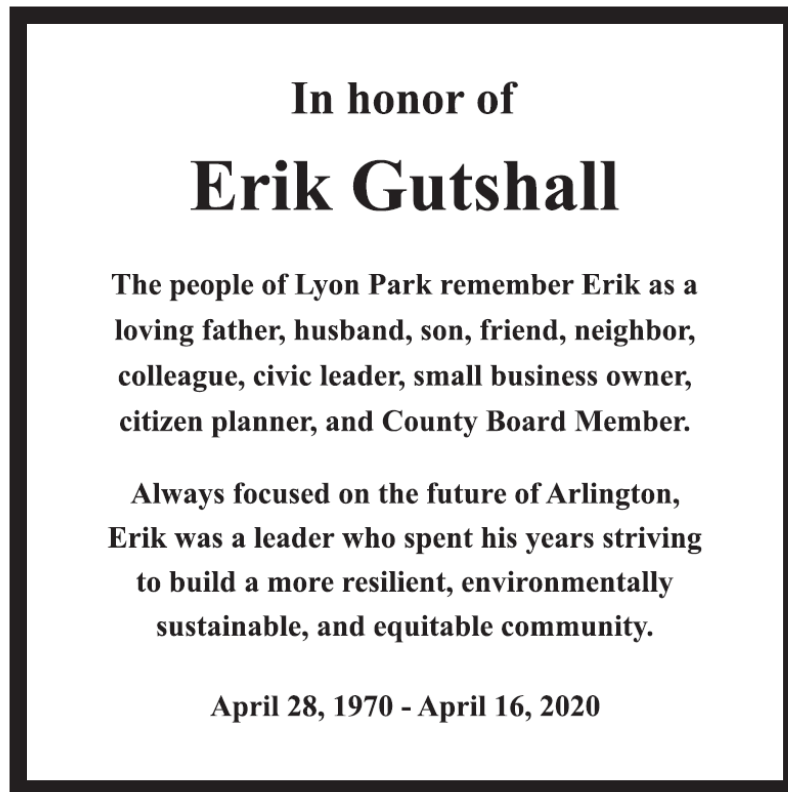 In honor of
Erik Gutshall
The people of Lyon Park remember Erik as a
loving father, husband, son, friend, neighbor,
colleague, civic leader, small business owner,
citizen planner, and County Board Member.
Always focused on the future of Arlington,
Erik was a leader who spent his years striving
to build a more resilient, environmentally
sustainable, and equitable community.
April 28, 1970 - April 16, 2020